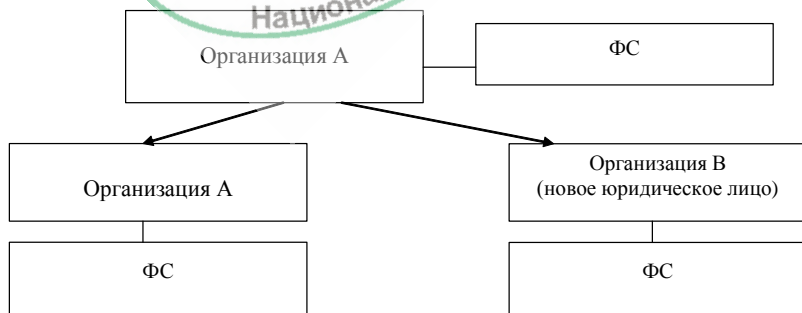 Национа
Организация А
ФС
Организация А
Организация В
(новое юридическое лицо)
ФС
ФС